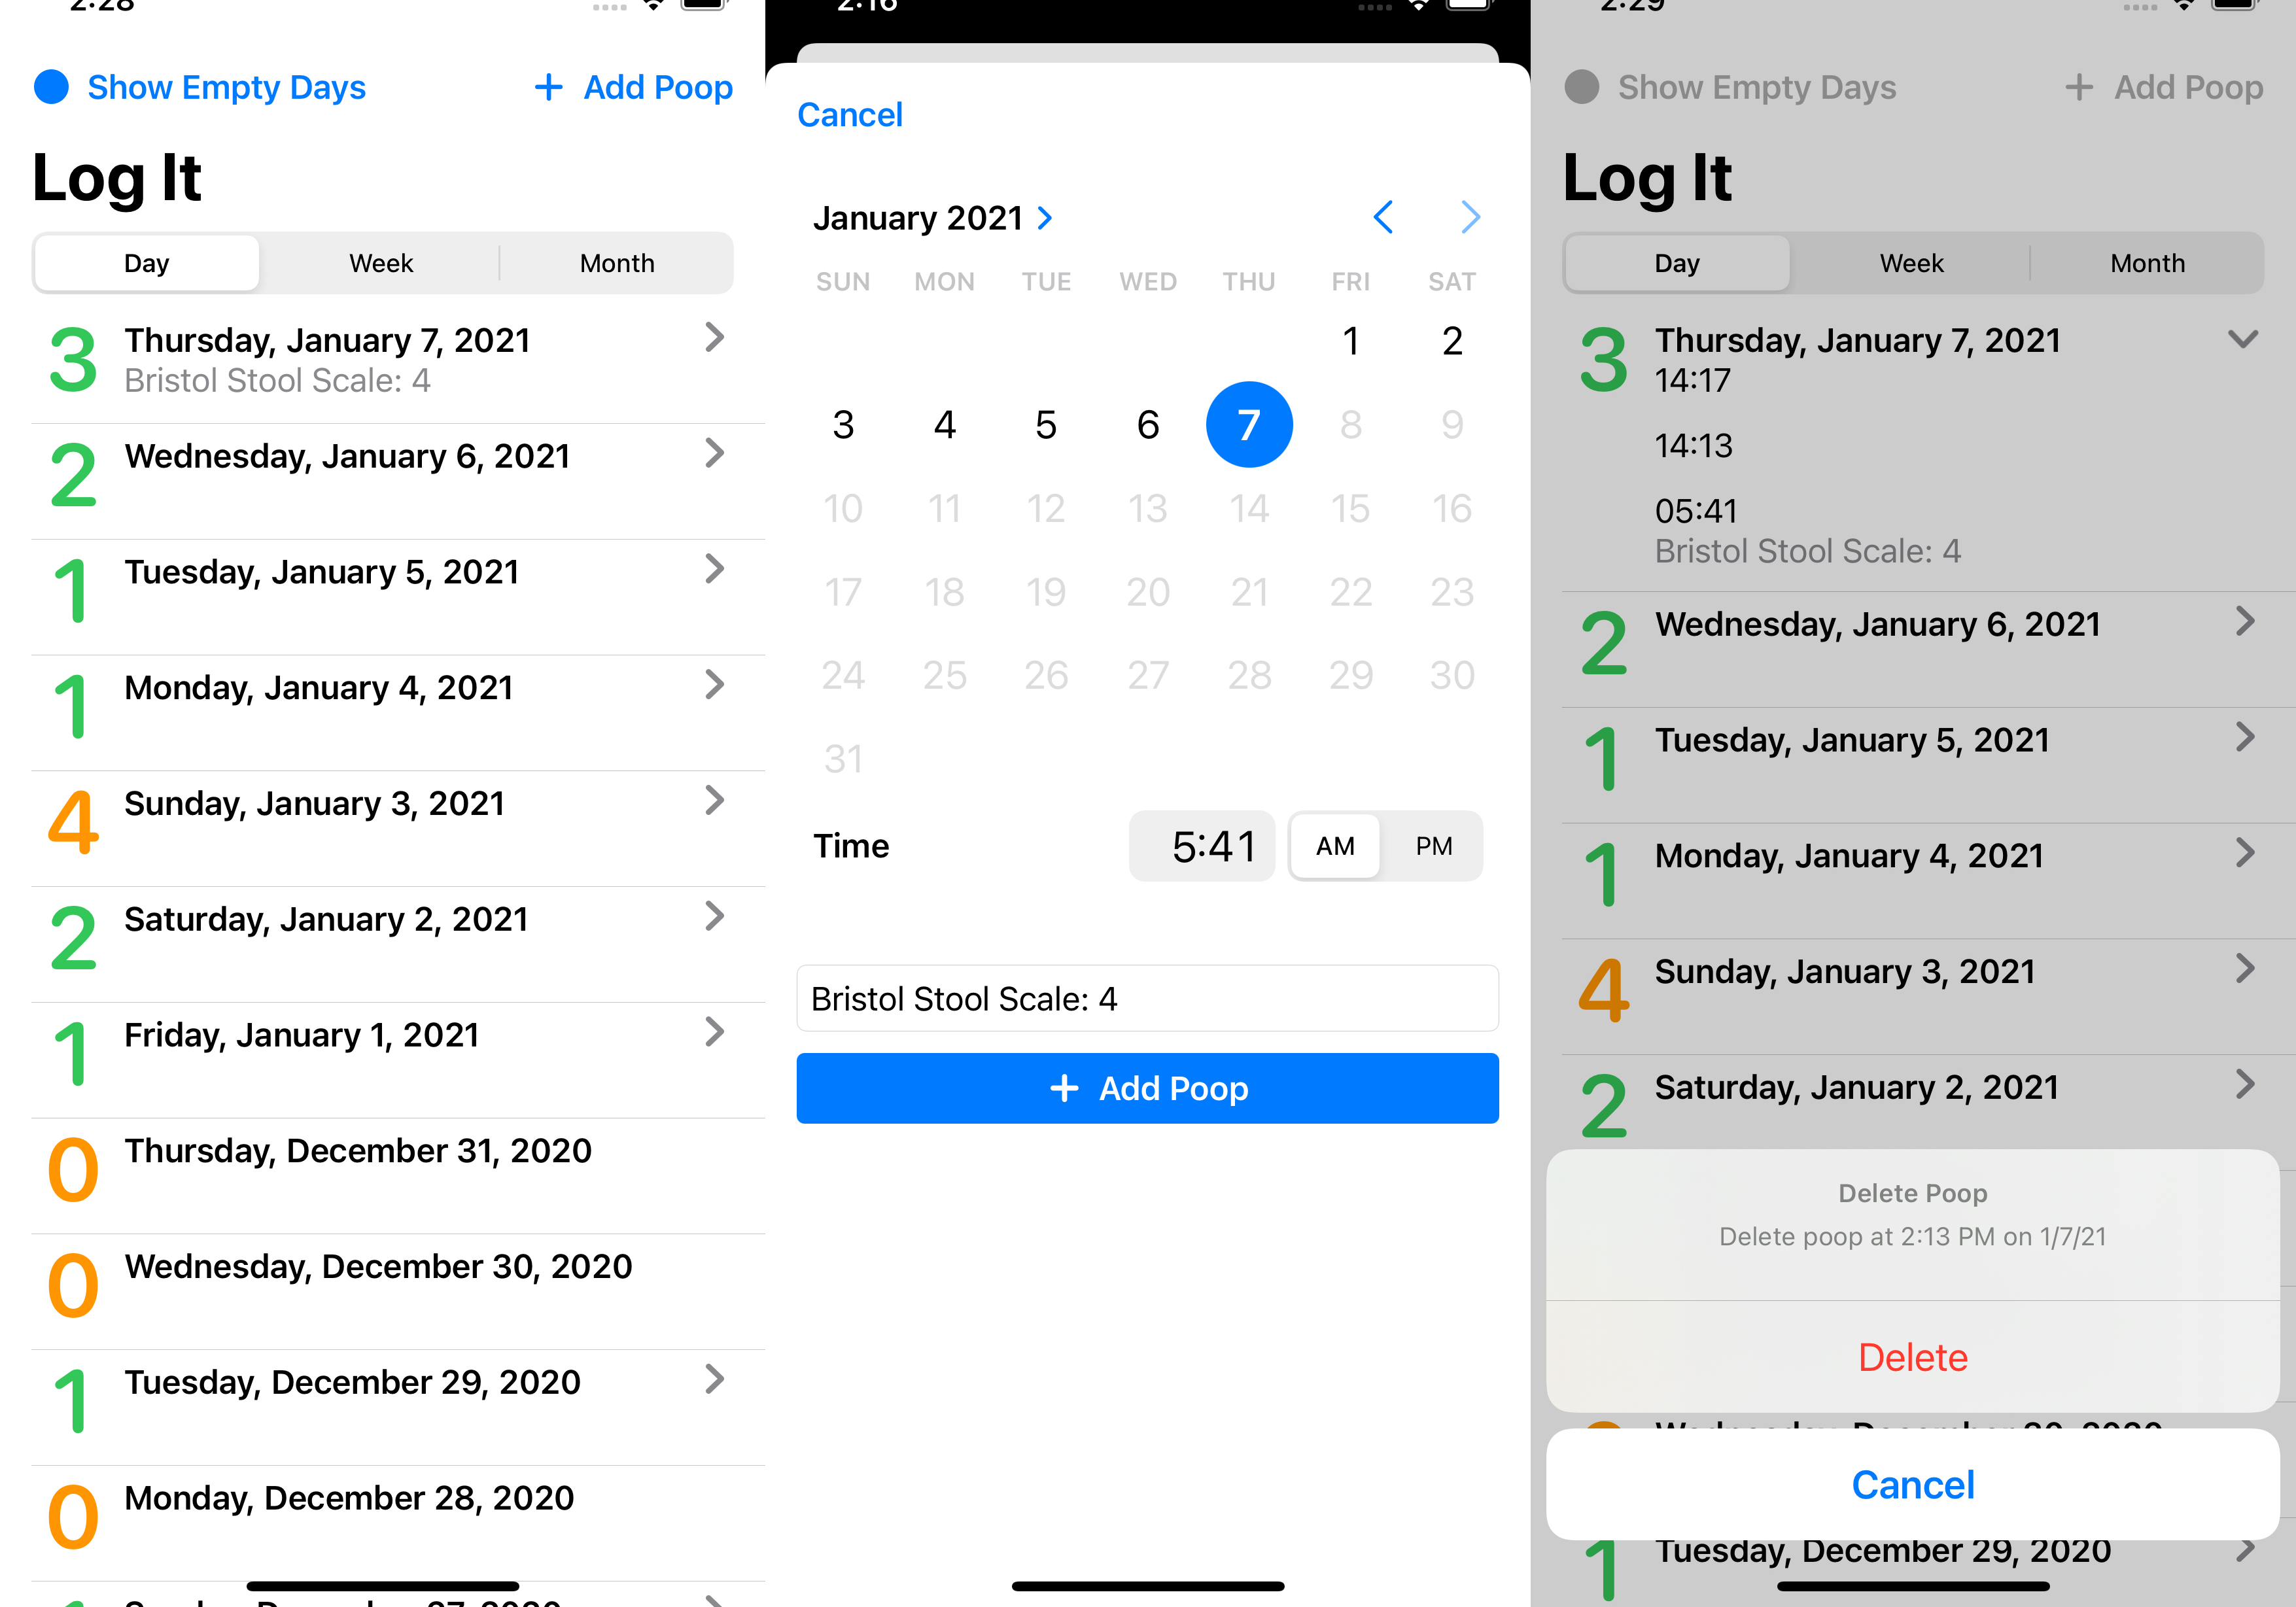 2:28
Show Empty Days
+ Add Poop
Log It
Day Week Month
3 Thursday, January 7, 2021
Bristol Stool Scale: 4
2 Wednesday, January 6, 2021
1 Tuesday, January 5, 2021
1 Monday, January 4, 2021
4 Sunday, January 3, 2021
2 Saturday, January 2, 2021
1 Friday, January 1, 2021
0 Thursday, December 31, 2020
0 Wednesday, December 30, 2020
1 Tuesday, December 29, 2020
0 Monday, December 28, 2020
2:16
Cancel
January 2021
SUN MON TUE WED THU FRI SAT
1 2
3 4 5 6 7 8 9
10 11 12 13 14 15 16
17 18 19 20 21 22 23
24 25 26 27 28 29 30
31
Time 5:41 AM PM
Bristol Stool Scale: 4
+ Add Poop
2:29
Show Empty Days
+ Add Poop
Log It
Day Week Month
3 Thursday, January 7, 2021
14:17
14:13
05:41
Bristol Stool Scale: 4
2 Wednesday, January 6, 2021
1 Tuesday, January 5, 2021
1 Monday, January 4, 2021
4 Sunday, January 3, 2021
2 Saturday, January 2, 2021
Delete Poop
Delete poop at 2:13 PM on 1/7/21
Delete
Cancel
1 Tuesday, December 29, 2020